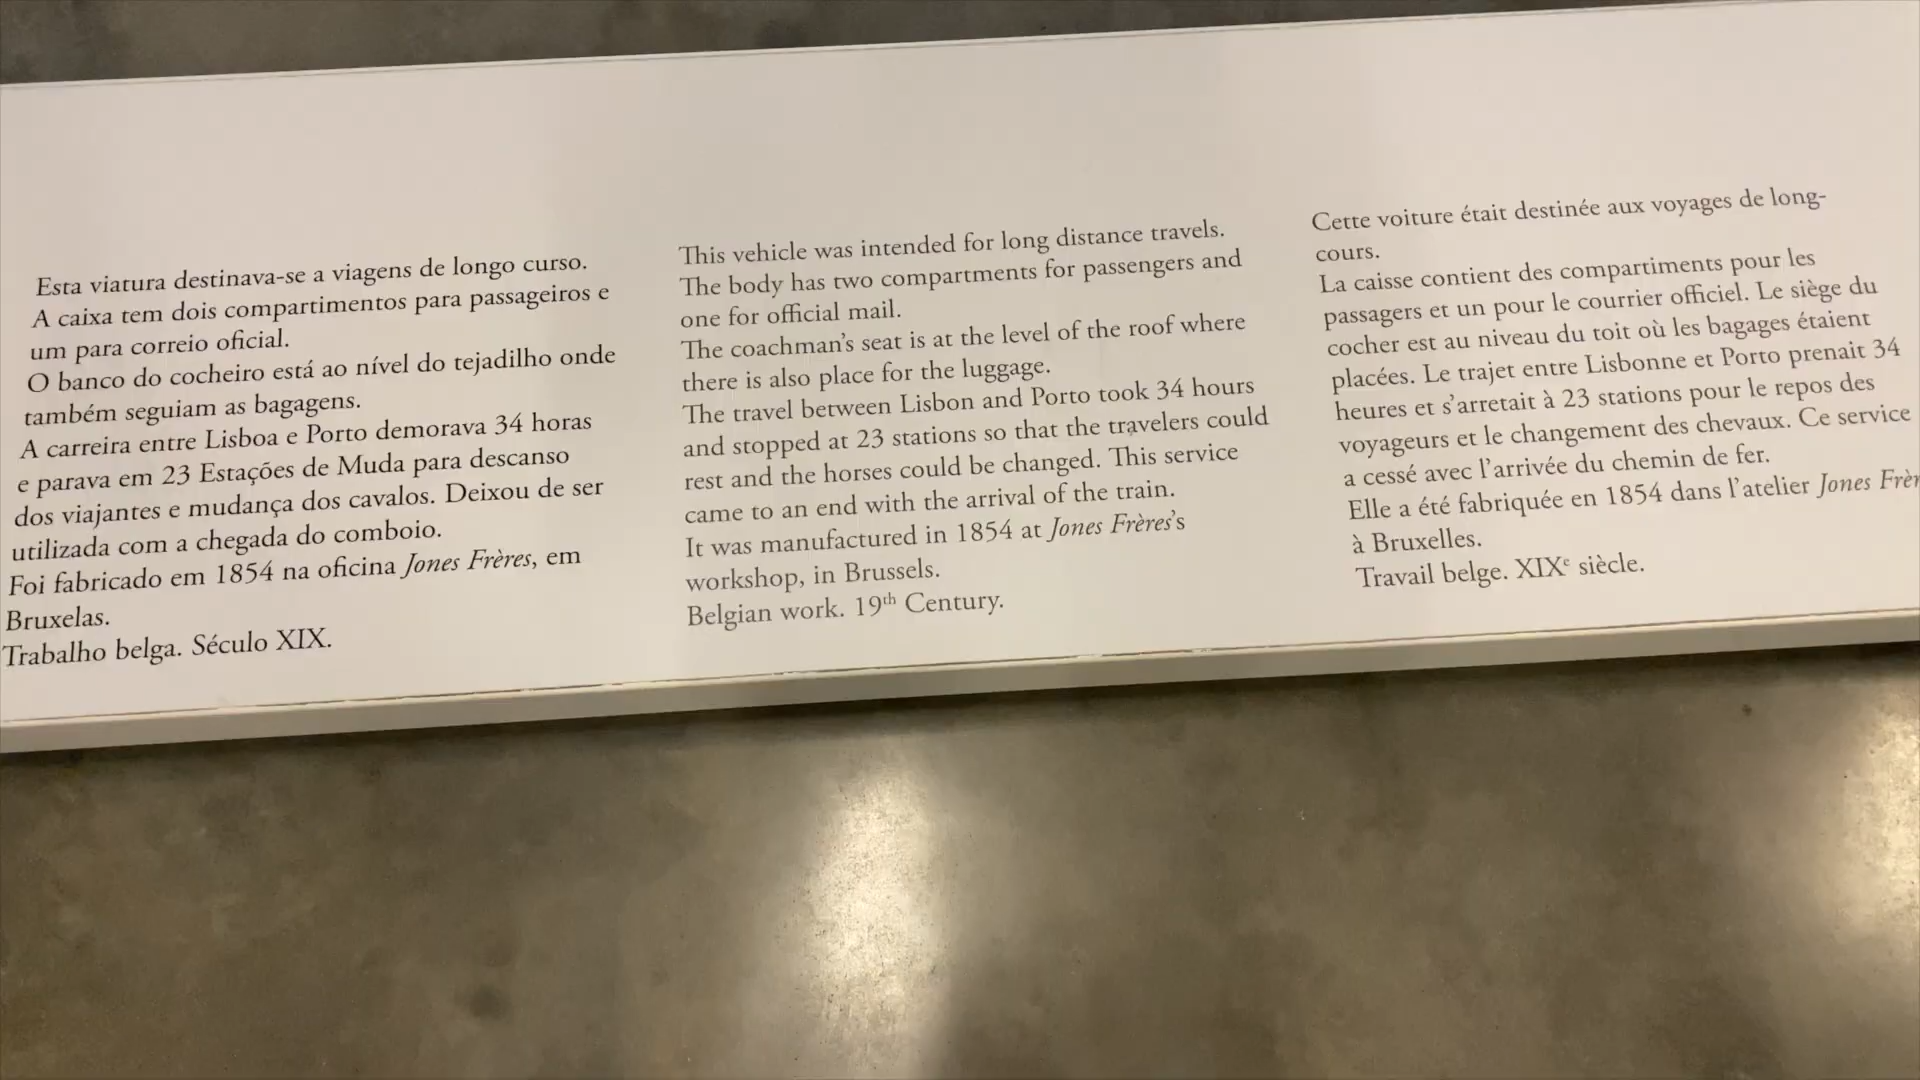 Esta viatura destinava-se a viagens de longo curso.
A caixa tem dois compartimentos para passageiros e
um para correio oficial.
O banco do cocheiro está ao nível do tejadilho onde
também seguiam as bagagens.
A carreira entre Lisboa e Porto demorava 34 horas
e parava em 23 Estações de Muda para descanso
dos viajantes e mudança dos cavalos. Deixou de ser
utilizada com a chegada do comboio.
Foi fabricado em 1854 na oficina Jones Frères, em
Bruxelas.
Trabalho belga. Século XIX.
This vehicle was intended for long distance travels.
The body has two compartments for passengers and
one for official mail.
The coachman's seat is at the level of the roof where
there is also place for the luggage.
The travel between Lisbon and Porto took 34 hours
and stopped at 23 stations so that the travelers could
rest and the horses could be changed. This service
came to an end with the arrival of the train.
It was manufactured in 1854 at Jones Frères's
workshop, in Brussels.
Belgian work. 19th Century.
Cette voiture était destinée aux voyages de long-
cours.
La caisse contient des compartiments pour les
passagers et un pour le courrier officiel. Le siège du
cocher est au niveau du toit où les bagages étaient
placées. Le trajet entre Lisbonne et Porto prenait 34
heures et s'arretait à 23 stations pour le repos des
voyageurs et le changement des chevaux. Ce service
a cessé avec l'arrivée du chemin de fer.
Elle a été fabriquée en 1854 dans l'atelier Jones Frèr
à Bruxelles.
Travail belge. XIXe siècle.